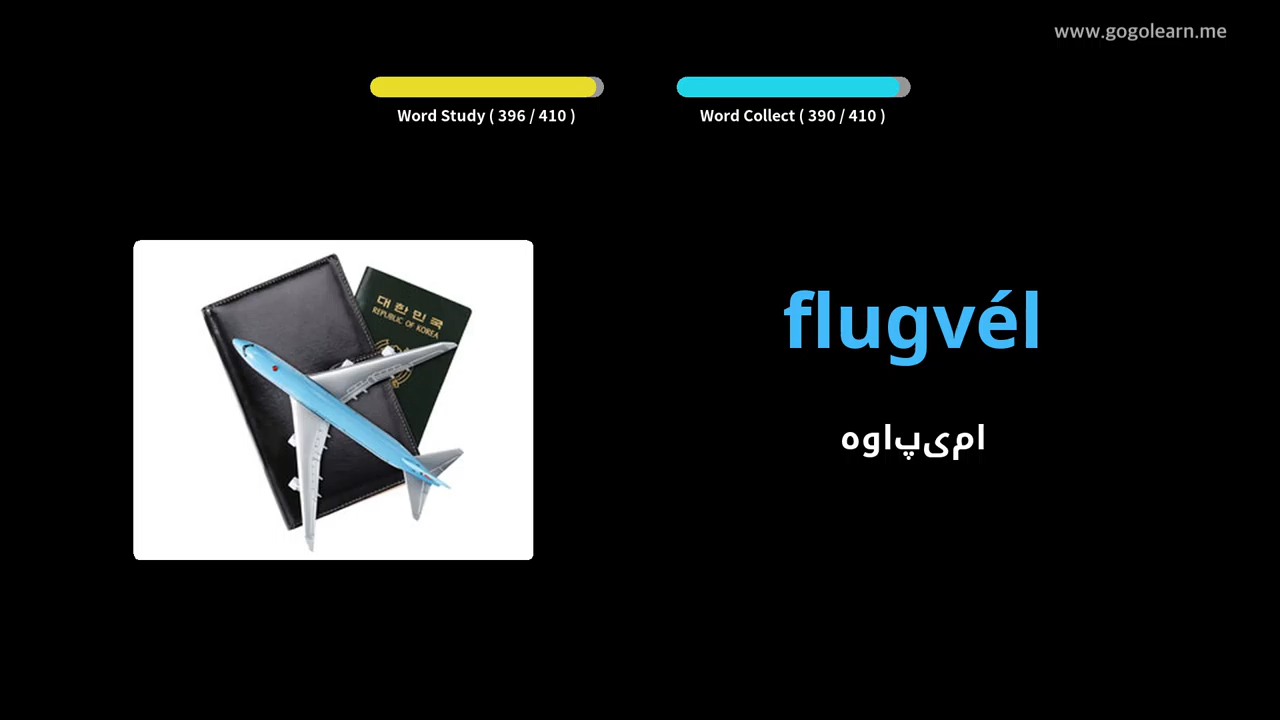 www.gogolearn.me
Word Study ( 396 / 410 )
Word Collect ( 390 / 410 )
대한민국
REPUBLIC OF KOREA
flugvél
امیپاوه